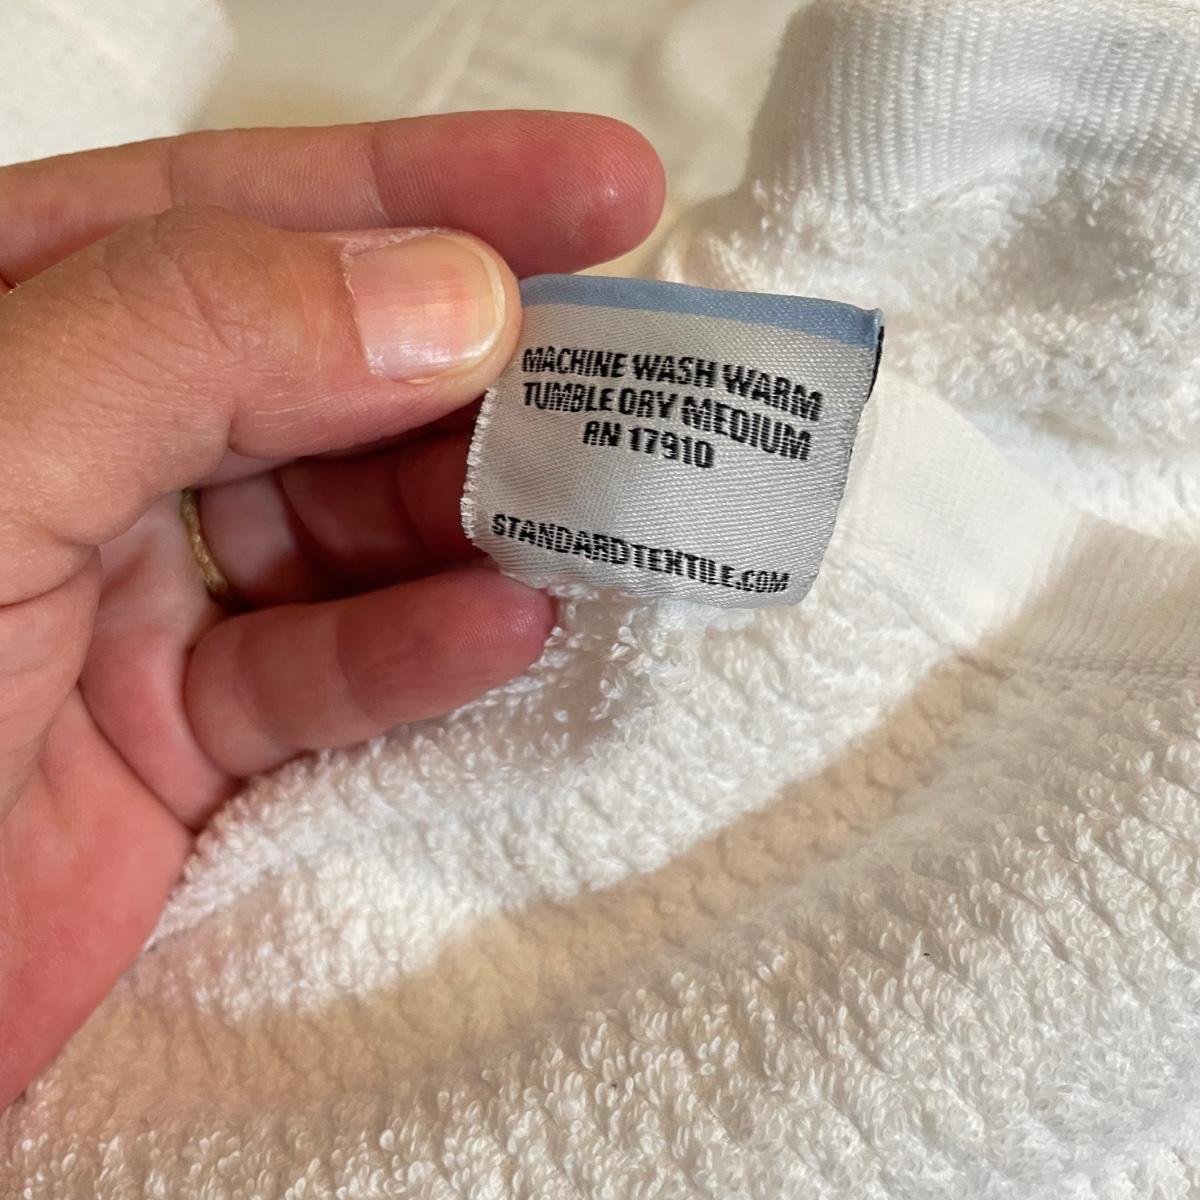 MACHINE WASH WARM
TUMBLE DRY MEDIUM
RN 17910
STANDARDTEXTILE.COM